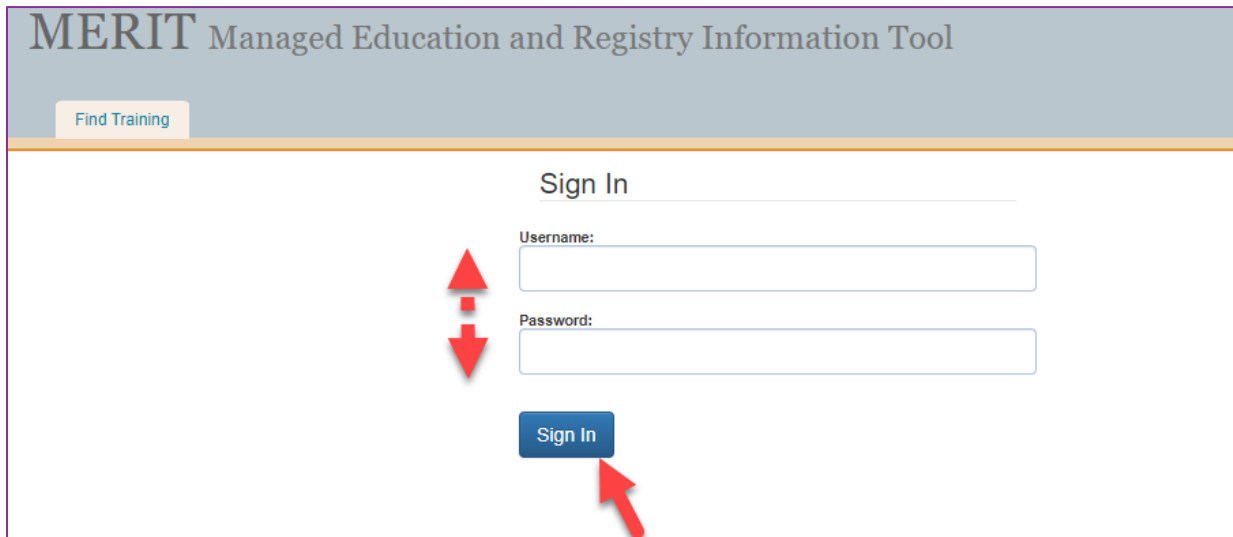 MERIT Managed Education and Registry Information Tool
Find Training
Sign In
Username:
Password:
Sign In